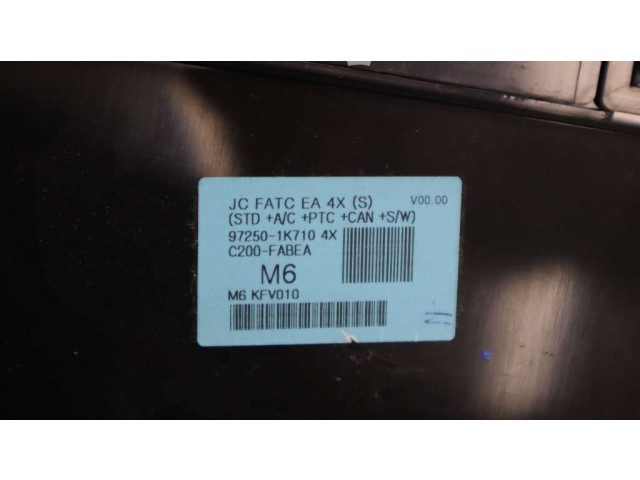 JC FATC EA 4X (S) V00.00
(STD +A/C +PTC +CAN +S/W)
97250-1K710 4X
C200-FABEA
M6
M6 KFV010